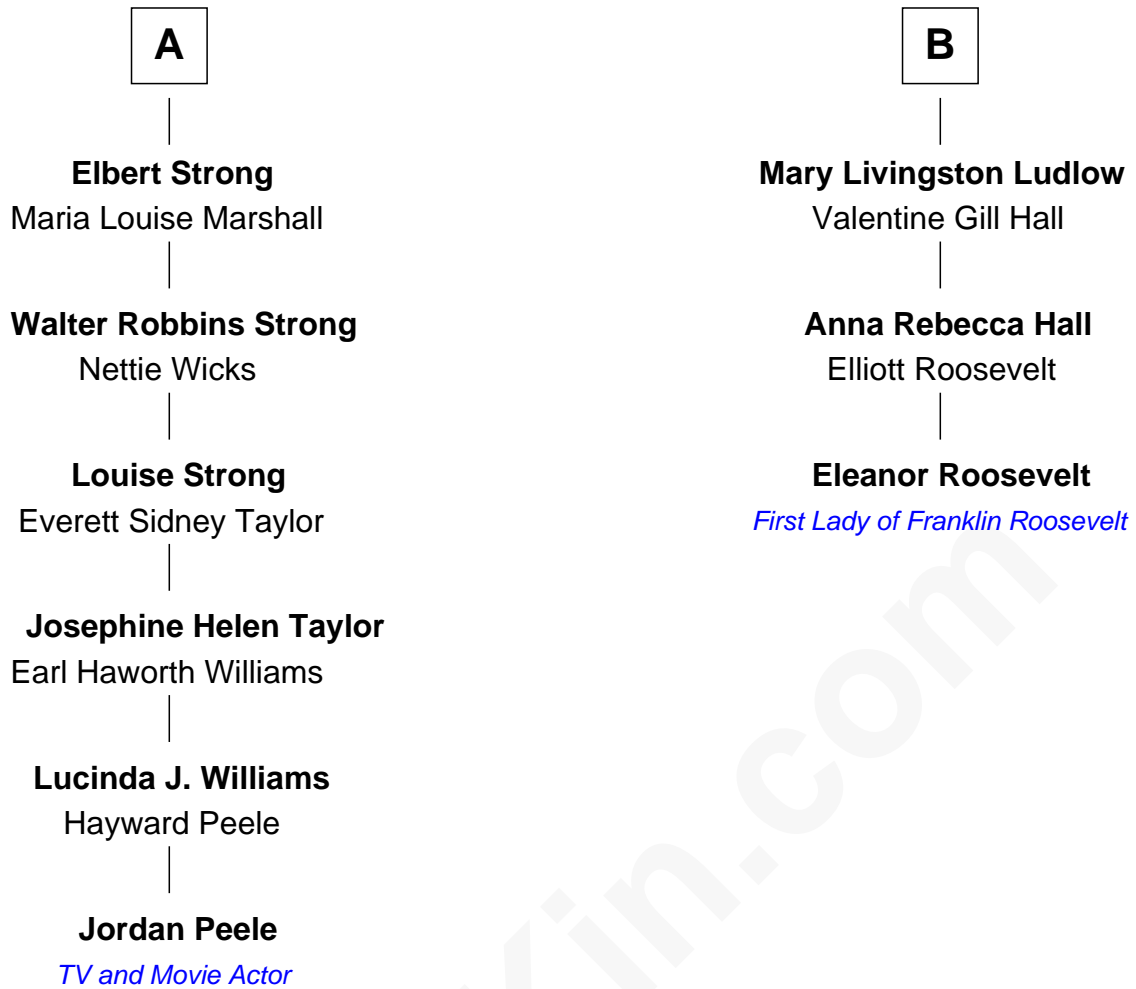 A
Elbert Strong
Maria Louise Marshall
Walter Robbins Strong
Nettie Wicks
Louise Strong
Everett Sidney Taylor
Josephine Helen Taylor
Earl Haworth Williams
Lucinda J. Williams
Hayward Peele
Jordan Peele
TV and Movie Actor
B
Mary Livingston Ludlow
Valentine Gill Hall
Anna Rebecca Hall
Elliott Roosevelt
Eleanor Roosevelt
First Lady of Franklin Roosevelt